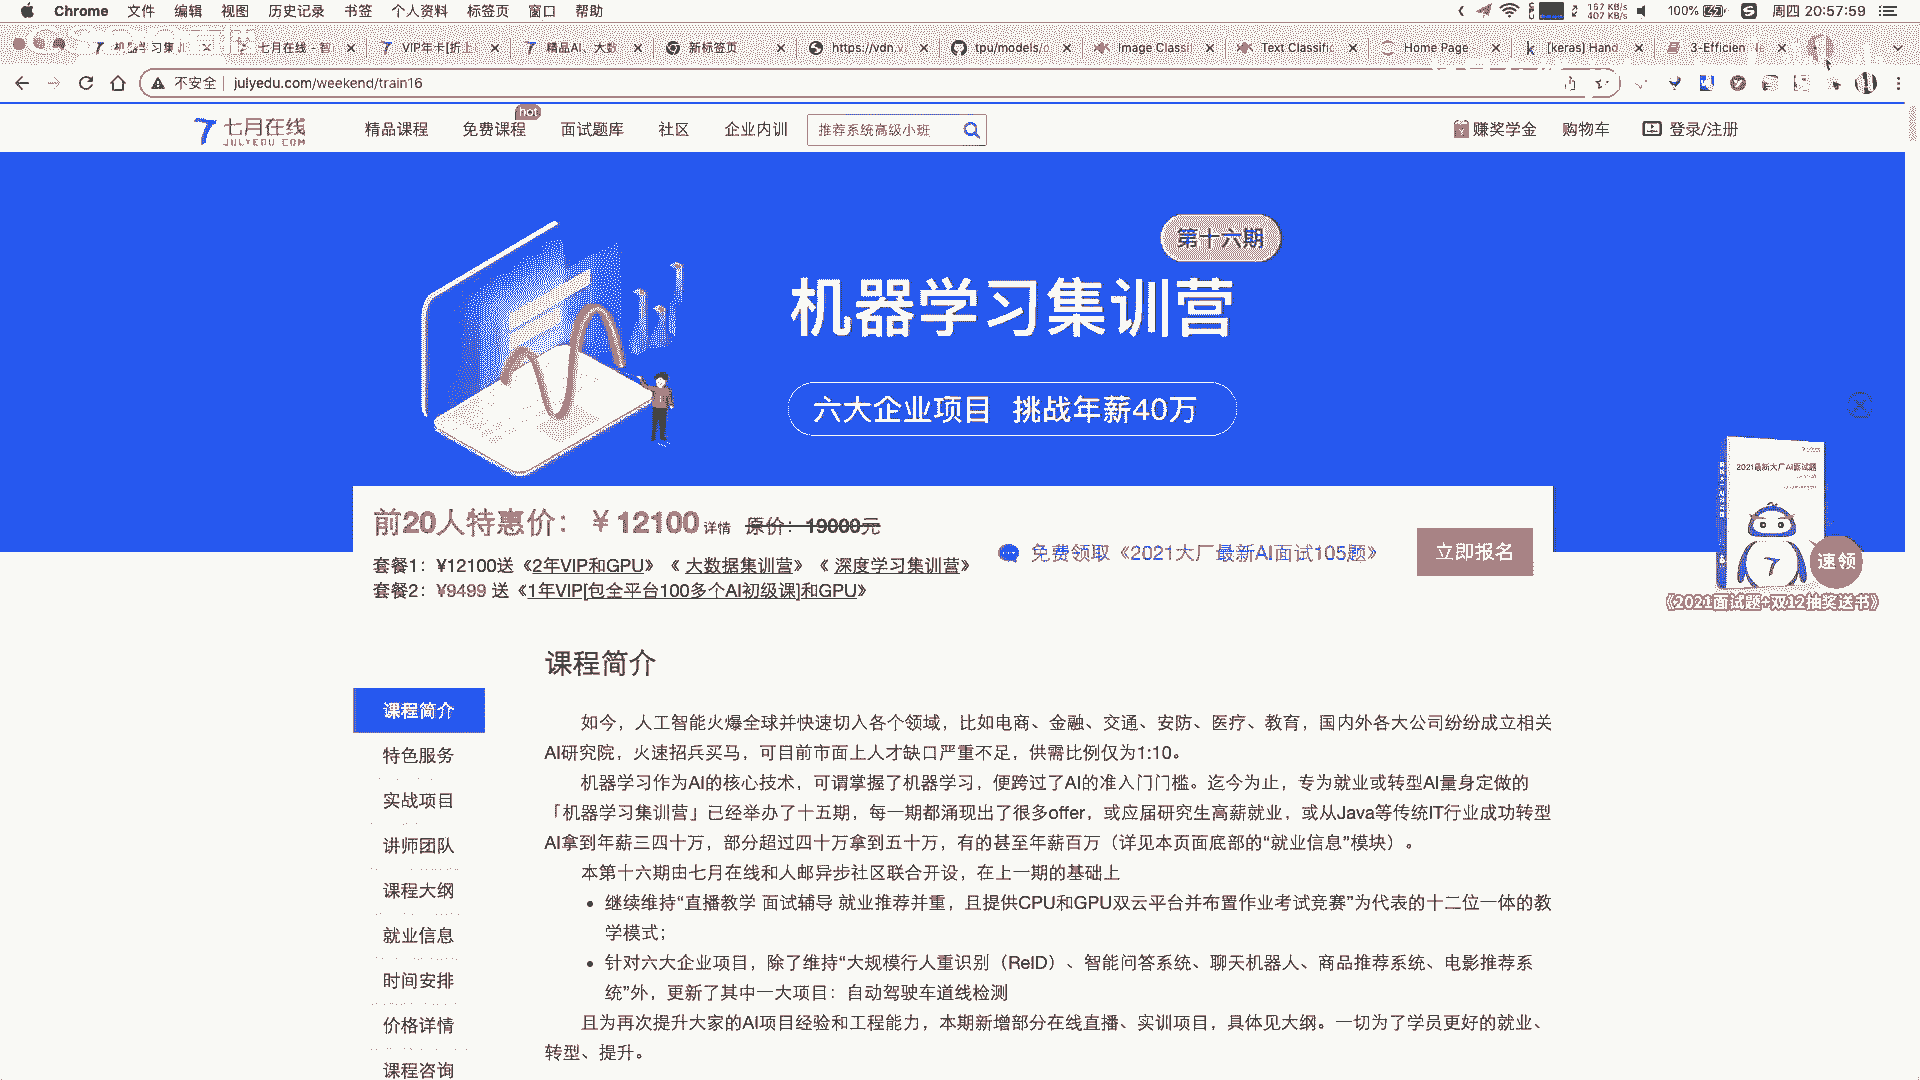 Chrome 文件 编辑 视图 历史记录 书签 个人资料 标签页 窗口 帮助
167 KB/s
407 KB/s
100% 周四 20:57:59
七月在线 - 智 VIP年卡[折上 精品AI、大数 新标签页 https://vdn.v tpu/models/o Image Classif Text Classific Home Page [keras] Hand 3-Efficien
不安全 julyedu.com/weekend/train16
七月在线
JULYEDU.COM
精品课程 免费课程 hot 面试题库 社区 企业内训 推荐系统高级小班 赚奖学金 购物车 登录/注册
第十六期
机器学习集训营
六大企业项目 挑战年薪40万
2021最新大厂AI面试题
速领
《2021面试题+双12抽奖送书》
前20人特惠价：￥12100 详情 原价：19000元
套餐1：¥12100送《2年VIP和GPU》《 大数据集训营》《 深度学习集训营》
套餐2：¥9499 送《1年VIP[包全平台100多个AI初级课]和GPU》
免费领取《2021大厂最新AI面试105题》
立即报名
课程简介
课程简介
特色服务
实战项目
讲师团队
课程大纲
就业信息
时间安排
价格详情
课程咨询
如今，人工智能火爆全球并快速切入各个领域，比如电商、金融、交通、安防、医疗、教育，国内外各大公司纷纷成立相关
AI研究院，火速招兵买马，可目前市面上人才缺口严重不足，供需比例仅为1:10。
机器学习作为AI的核心技术，可谓掌握了机器学习，便跨过了AI的准入门门槛。迄今为止，专为就业或转型AI量身定做的
「机器学习集训营」已经举办了十五期，每一期都涌现出了很多offer，或应届研究生高薪就业，或从Java等传统IT行业成功转型
AI拿到年薪三四十万，部分超过四十万拿到五十万，有的甚至年薪百万（详见本页面底部的“就业信息”模块）。
本第十六期由七月在线和人邮异步社区联合开设，在上一期的基础上
• 继续维持“直播教学 面试辅导 就业推荐并重，且提供CPU和GPU双云平台并布置作业考试竞赛”为代表的十二位一体的教
学模式；
• 针对六大企业项目，除了维持“大规模行人重识别（ReID）、智能问答系统、聊天机器人、商品推荐系统、电影推荐系
统”外，更新了其中一大项目：自动驾驶车道线检测
且为再次提升大家的AI项目经验和工程能力，本期新增部分在线直播、实训项目，具体见大纲。一切为了学员更好的就业、
转型、提升。